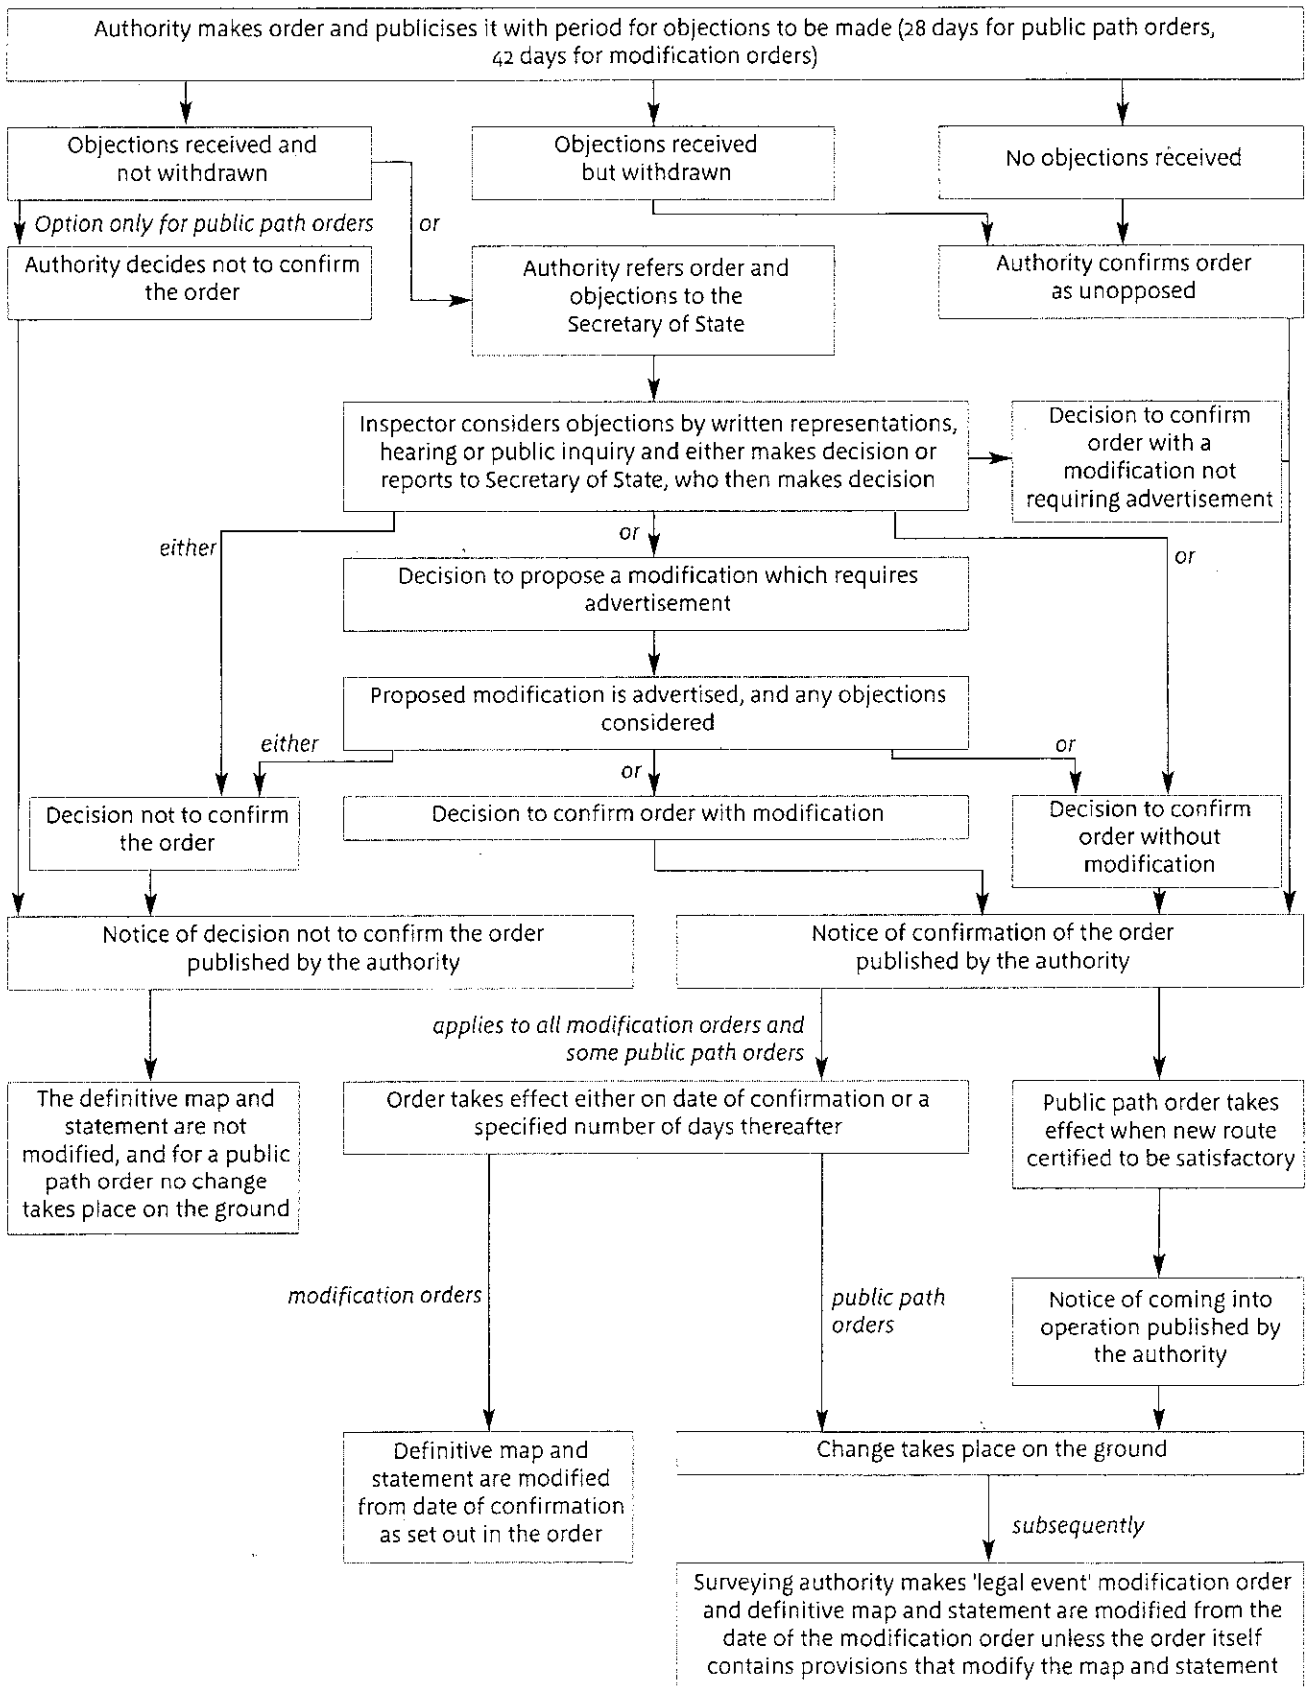 Authority makes order and publicises it with period for objections to be made (28 days for public path orders,
42 days for modification orders)
Objections received and
not withdrawn
Objections received
but withdrawn
No objections received
Option only for public path orders
or
Authority decides not to confirm
the order
Authority refers order and
objections to the
Secretary of State
Authority confirms order
as unopposed
Inspector considers objections by written representations,
hearing or public inquiry and either makes decision or
reports to Secretary of State, who then makes decision
Decision to confirm
order with a
modification not
requiring advertisement
either
or
or
Decision to propose a modification which requires
advertisement
Proposed modification is advertised, and any objections
considered
either
or
or
Decision not to confirm
the order
Decision to confirm order with modification
Decision to confirm
order without
modification
Notice of decision not to confirm the order
published by the authority
Notice of confirmation of the order
published by the authority
applies to all modification orders and
some public path orders
The definitive map and
statement are not
modified, and for a public
path order no change
takes place on the ground
Order takes effect either on date of confirmation or a
specified number of days thereafter
Public path order takes
effect when new route
certified to be satisfactory
modification orders
public path
orders
Notice of coming into
operation published by
the authority
Definitive map and
statement are modified
from date of confirmation
as set out in the order
Change takes place on the ground
subsequently
Surveying authority makes 'legal event' modification order
and definitive map and statement are modified from the
date of the modification order unless the order itself
contains provisions that modify the map and statement